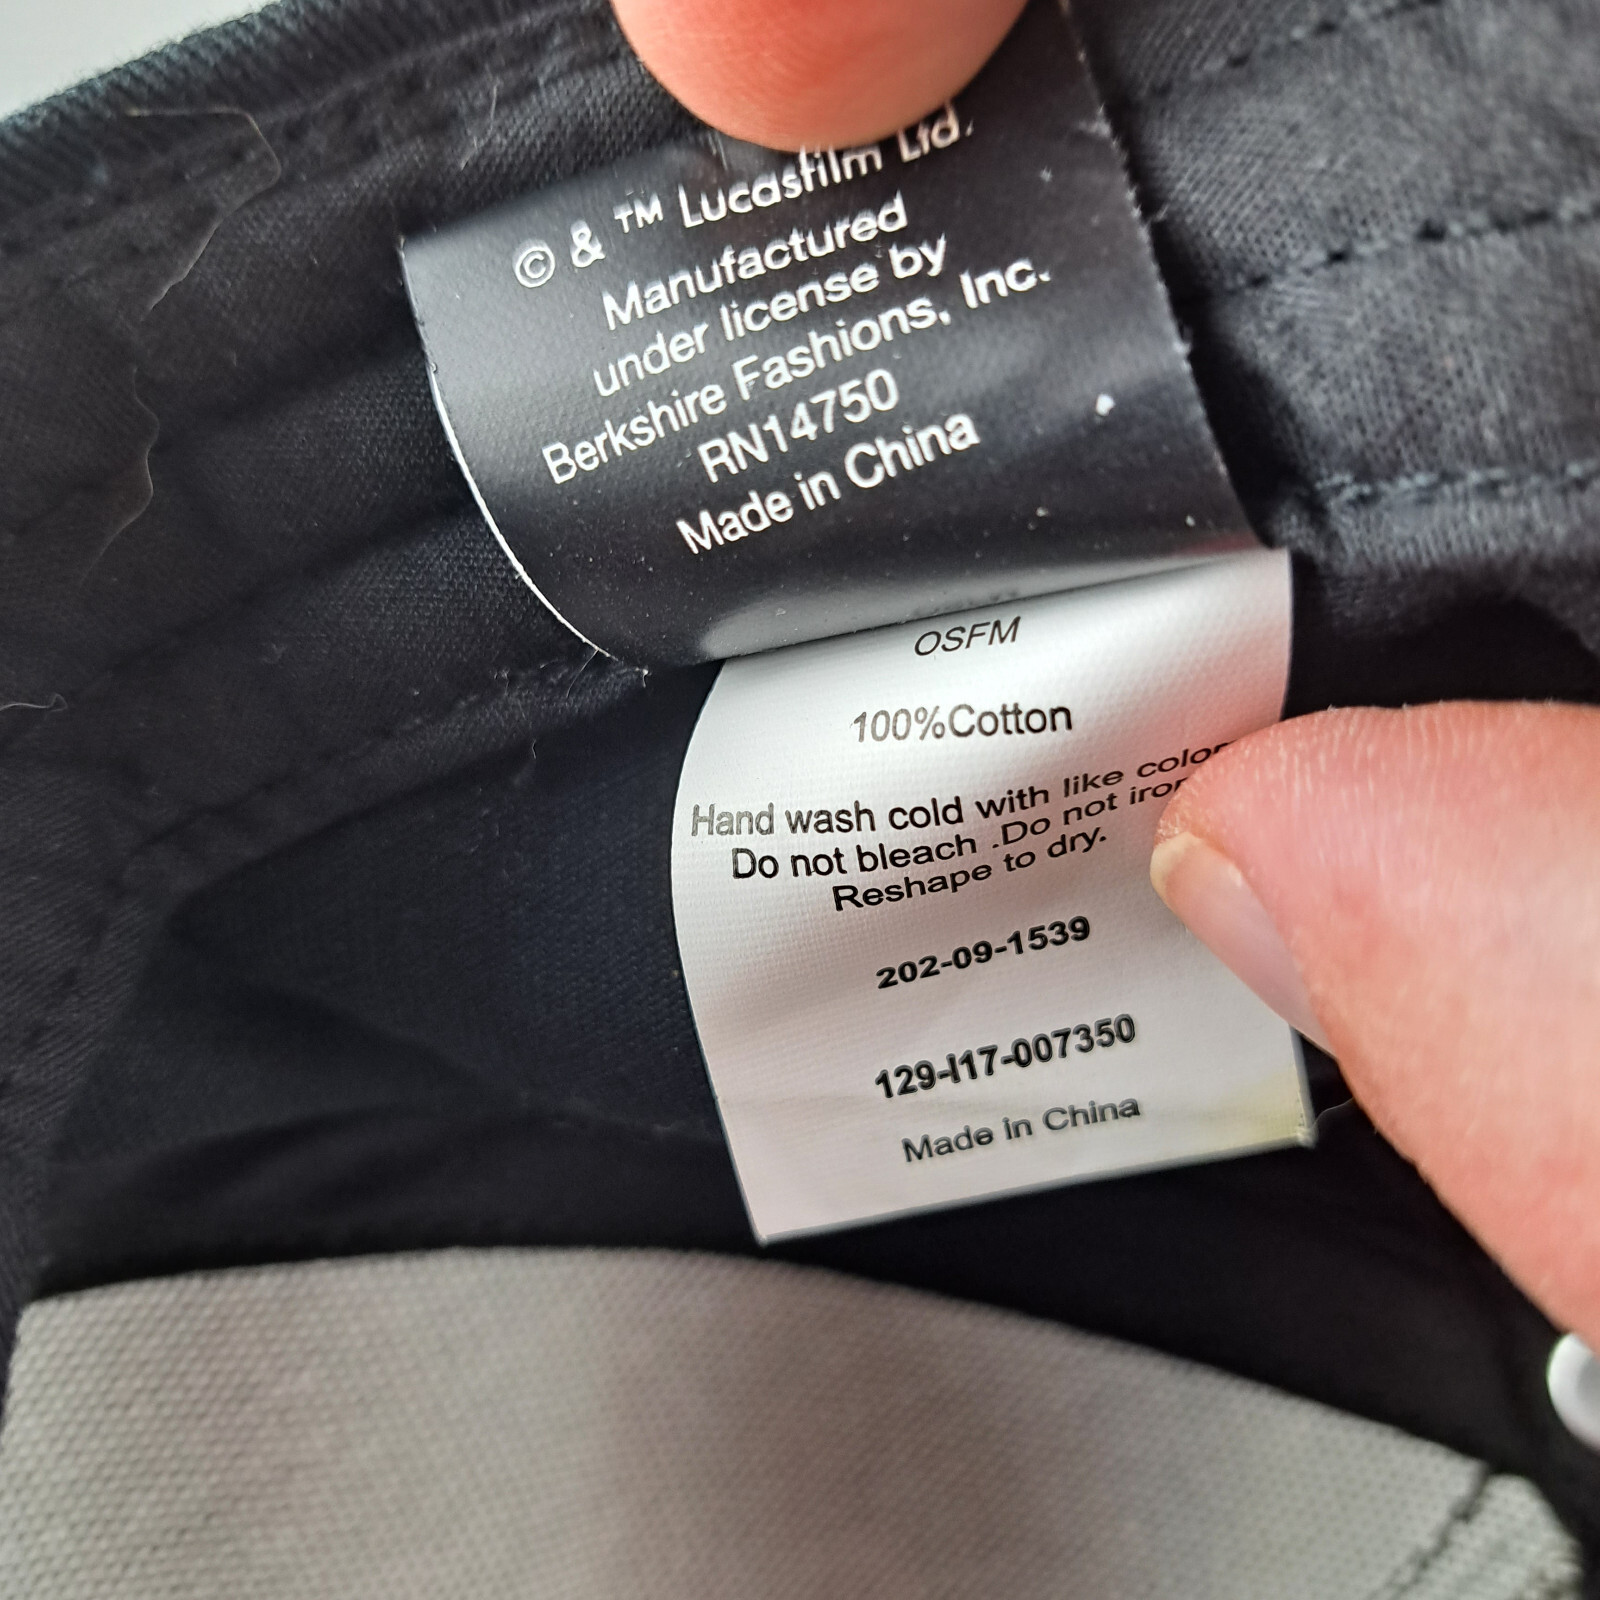 © & ™ Lucasfilm Ltd.
Manufactured
under license by
Berkshire Fashions, Inc.
RN14750
Made in China
OSFM
100%Cotton
Hand wash cold with like color
Do not bleach .Do not iron
Reshape to dry.
202-09-1539
129-I17-007350
Made in China